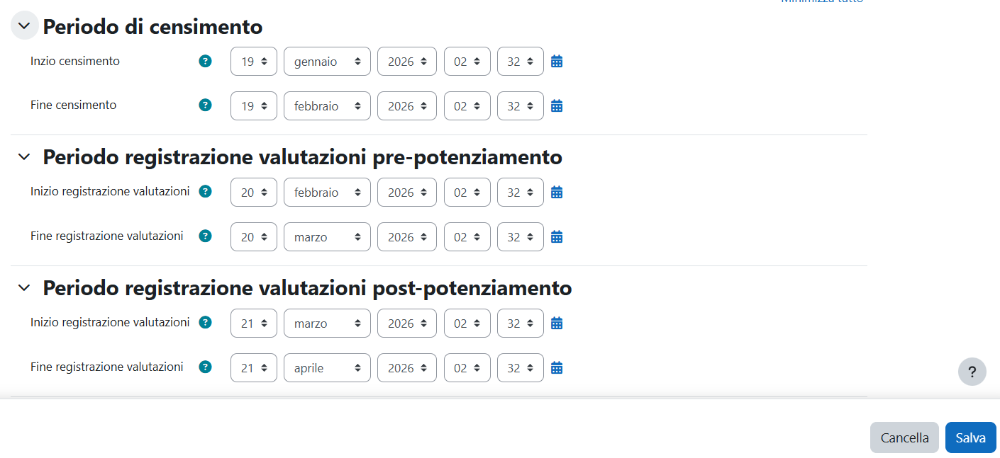 Minimizza tutto
Periodo di censimento
Inzio censimento ? 19 gennaio 2026 02 32
Fine censimento ? 19 febbraio 2026 02 32
Periodo registrazione valutazioni pre-potenziamento
Inizio registrazione valutazioni ? 20 febbraio 2026 02 32
Fine registrazione valutazioni ? 20 marzo 2026 02 32
Periodo registrazione valutazioni post-potenziamento
Inizio registrazione valutazioni ? 21 marzo 2026 02 32
Fine registrazione valutazioni ? 21 aprile 2026 02 32
?
Cancella Salva